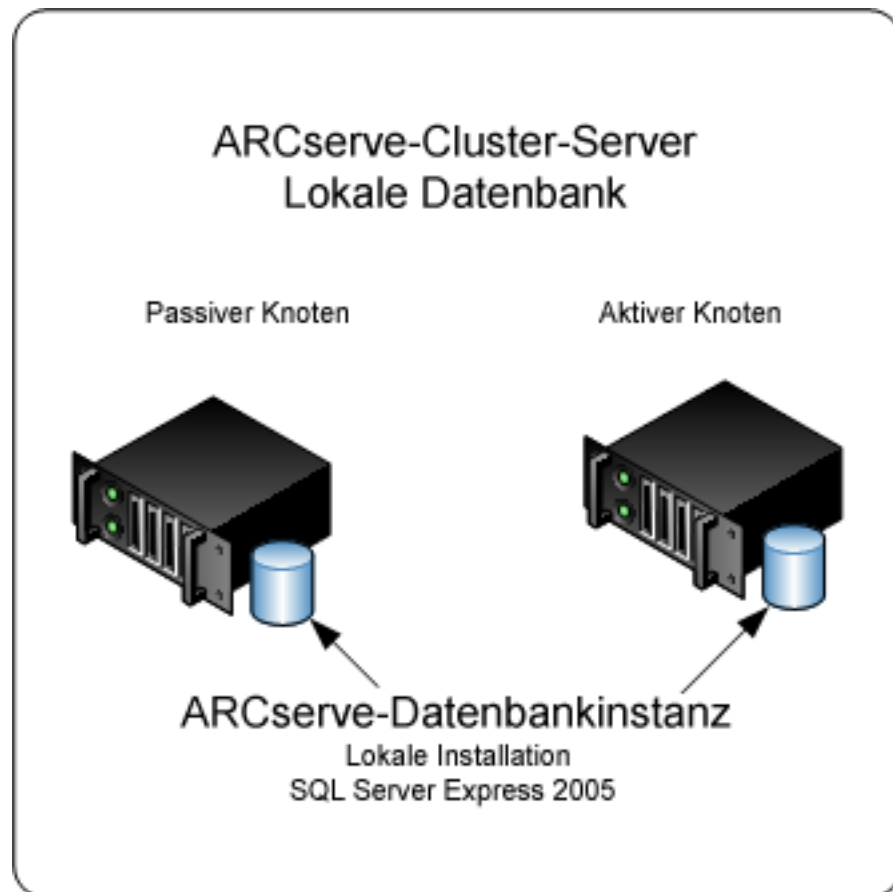 ARCserve-Cluster-Server
Lokale Datenbank
Passiver Knoten
Aktiver Knoten
ARCserve-Datenbankinstanz
Lokale Installation
SQL Server Express 2005